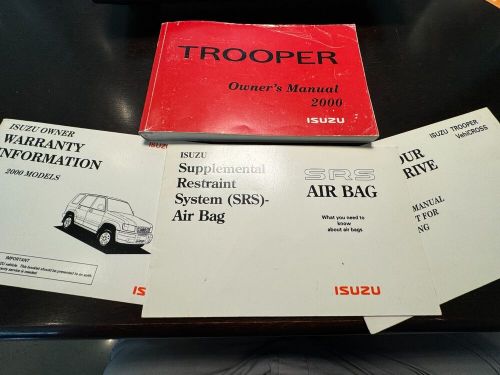 TROOPER
Owner's Manual
2000
ISUZU
ISUZU OWNER
WARRANTY
INFORMATION
2000 MODELS
IMPORTANT
ISUZU
ISUZU
Supplemental
Restraint
System (SRS)-
Air Bag
SRS
AIR BAG
What you need to
know about air bags
ISUZU
ISUZU TROOPER
VehiCROSS
OUR
RIVE
MANUAL
T FOR
NG